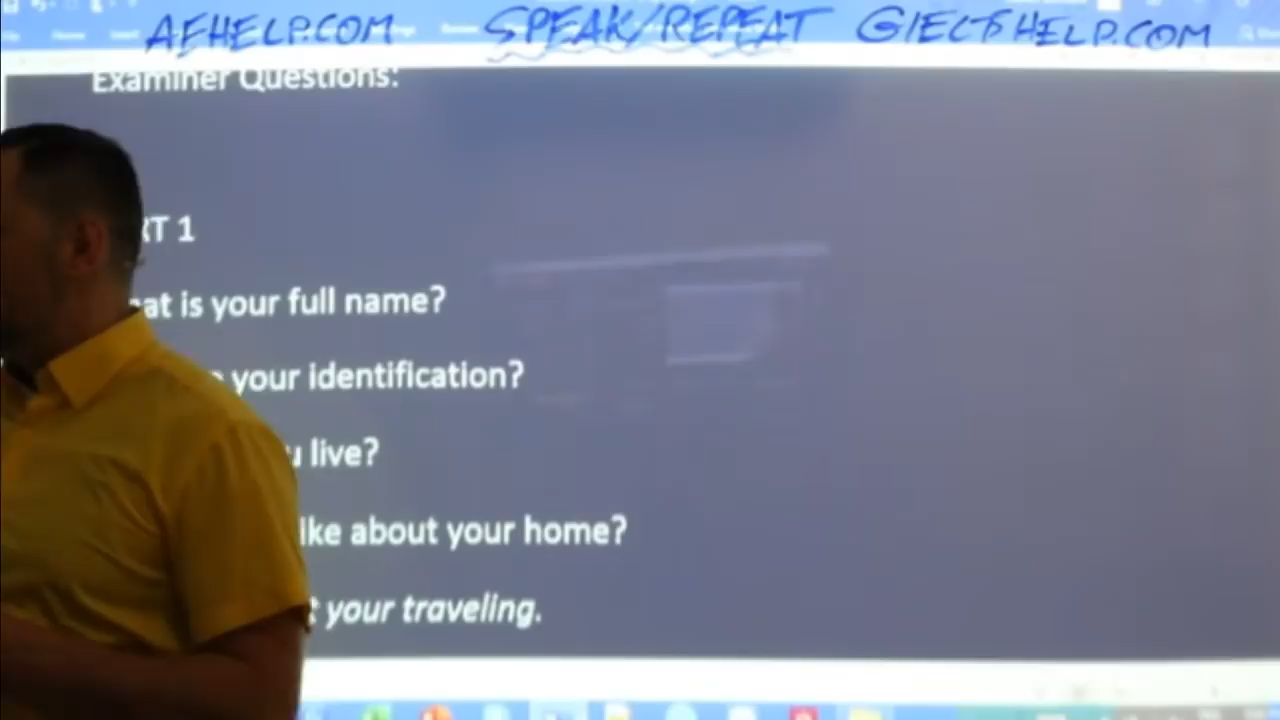 AEHELP.COM SPEAK/REPEAT GIELTSHELP.COM
Examiner Questions:
RT 1
at is your full name?
your identification?
u live?
ike about your home?
t your traveling.